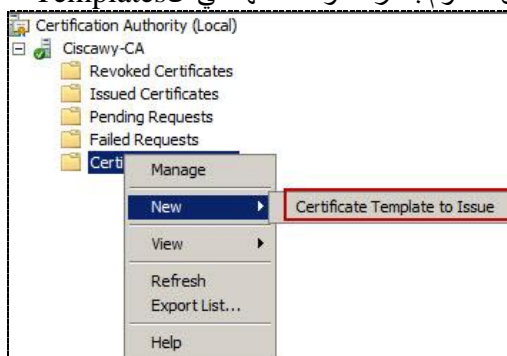 Templates
Certification Authority (Local)
Ciscawy-CA
Revoked Certificates
Issued Certificates
Pending Requests
Failed Requests
Certi
Manage
New
Certificate Template to Issue
View
Refresh
Export List...
Help